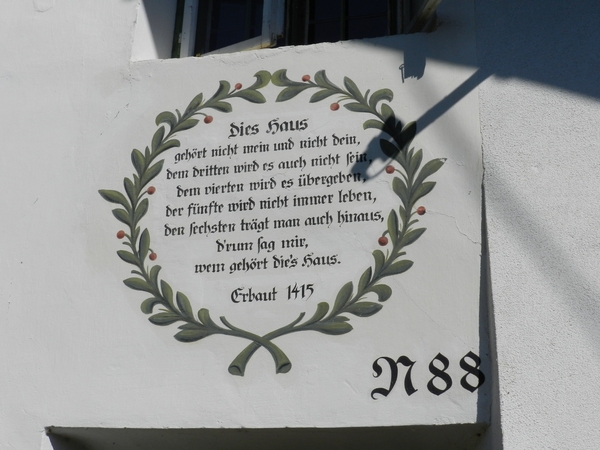 Dies Haus
gehört nicht mein und nicht dein,
dem dritten wird es auch nicht sein,
dem vierten wird es übergeben,
der fünfte wird nicht immer leben,
den sechsten trägt man auch hinaus,
d'rum sag mir,
wem gehört die's Haus.
Erbaut 1415
N 88